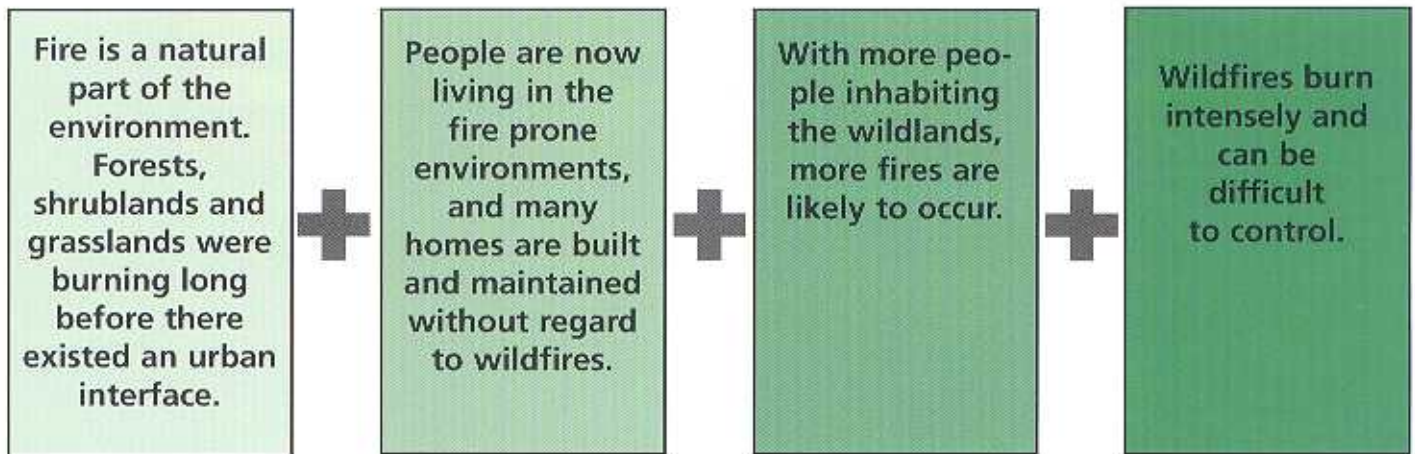 Fire is a natural
part of the
environment.
Forests,
shrublands and
grasslands were
burning long
before there
existed an urban
interface.
People are now
living in the
fire prone
environments,
and many
homes are built
and maintained
without regard
to wildfires.
With more peo-
ple inhabiting
the wildlands,
more fires are
likely to occur.
Wildfires burn
intensely and
can be
difficult
to control.